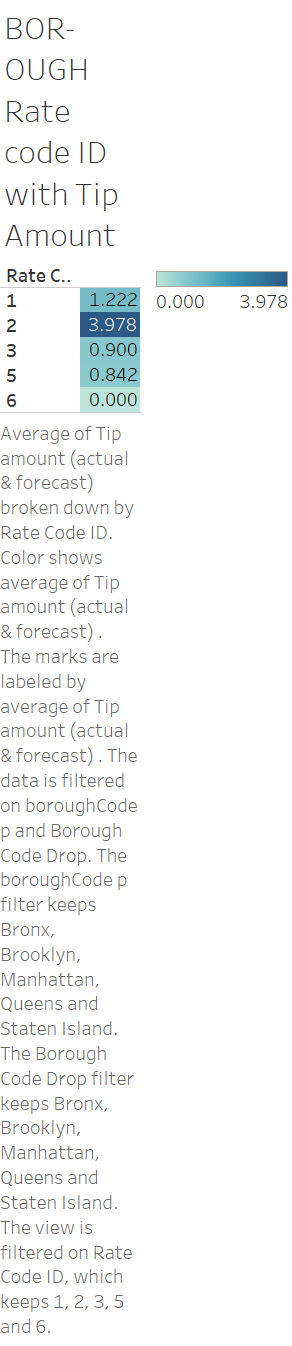 BOR-
OUGH
Rate
code ID
with Tip
Amount
Rate C..
1 1.222
2 3.978
3 0.900
5 0.842
6 0.000
0.000 3.978
Average of Tip
amount (actual
& forecast)
broken down by
Rate Code ID.
Color shows
average of Tip
amount (actual
& forecast) .
The marks are
labeled by
average of Tip
amount (actual
& forecast) . The
data is filtered
on boroughCode
p and Borough
Code Drop. The
boroughCode p
filter keeps
Bronx,
Brooklyn,
Manhattan,
Queens and
Staten Island.
The Borough
Code Drop filter
keeps Bronx,
Brooklyn,
Manhattan,
Queens and
Staten Island.
The view is
filtered on Rate
Code ID, which
keeps 1, 2, 3, 5
and 6.